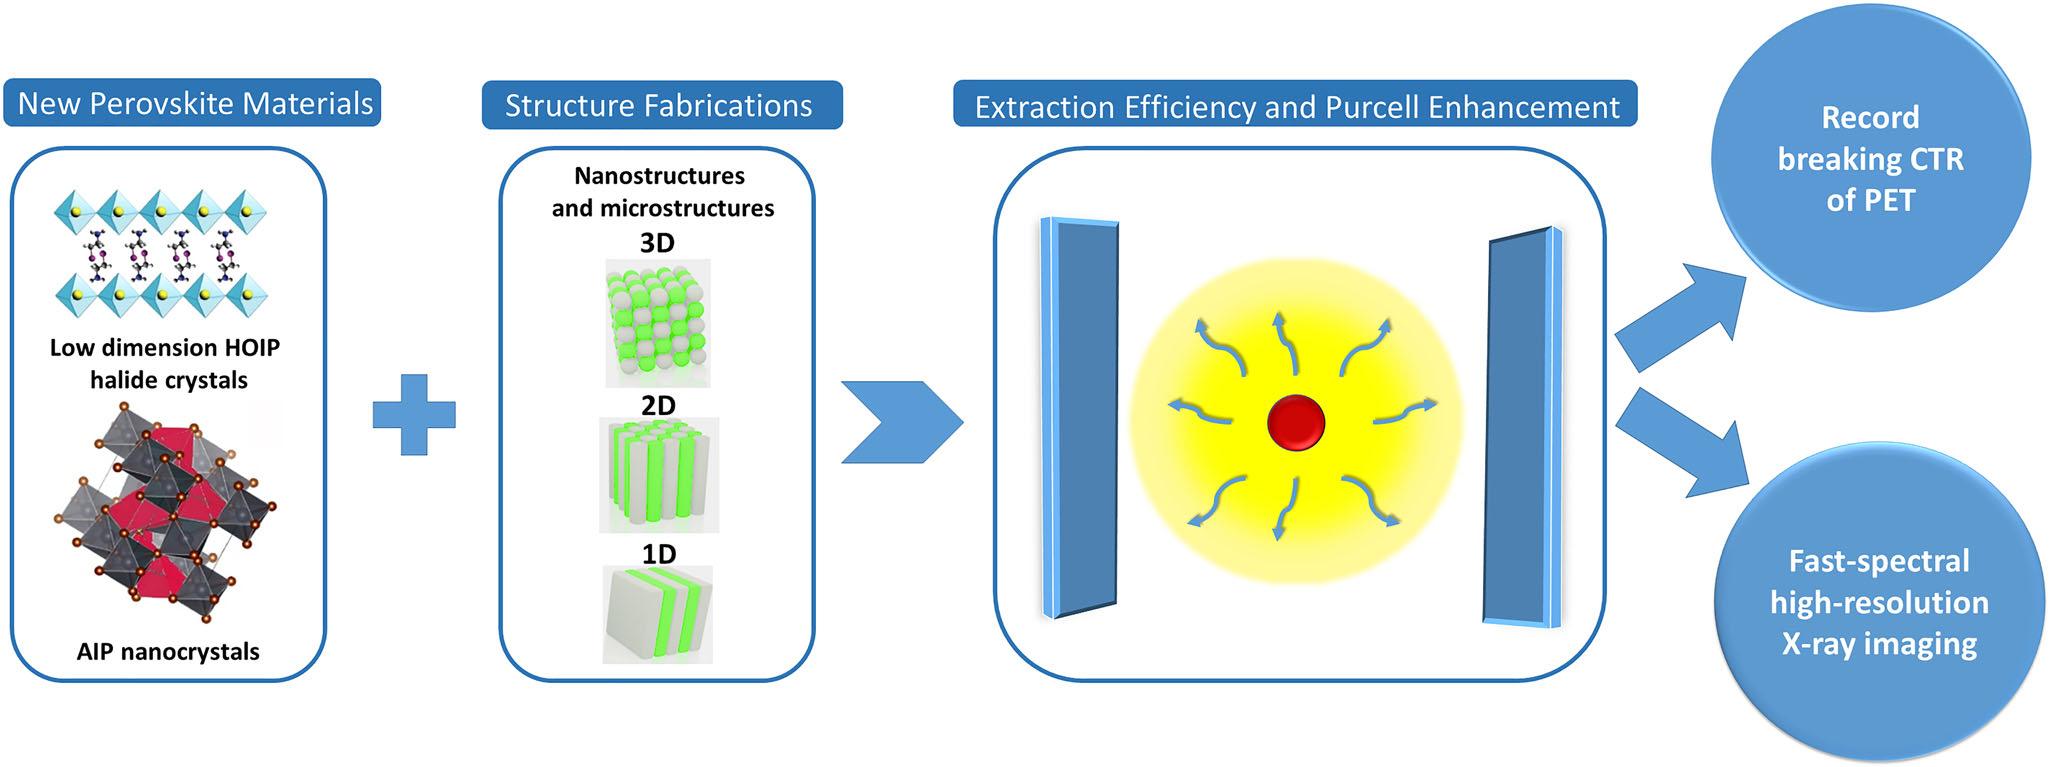 New Perovskite Materials
Low dimension HOIP
halide crystals
AIP nanocrystals
Structure Fabrications
Nanostructures
and microstructures
3D
2D
1D
Extraction Efficiency and Purcell Enhancement
Record
breaking CTR
of PET
Fast-spectral
high-resolution
X-ray imaging